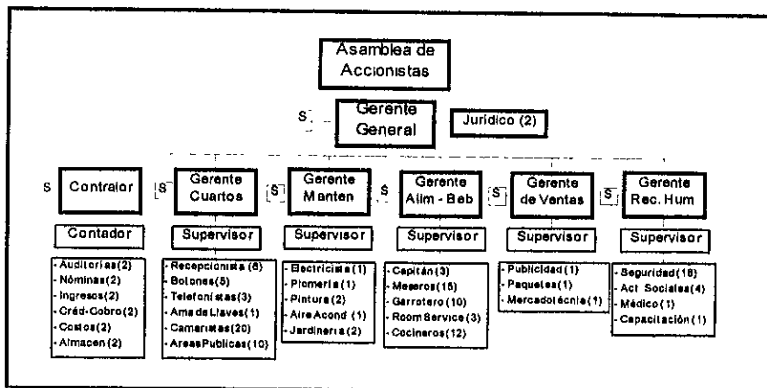 Asamblea de
Accionistas
S
Gerente
General
Jurídico (2)
S
Contralor
S
Gerente
Cuartos
S
Gerente
Manten
S
Gerente
Alim - Beb
S
Gerente
de Ventas
S
Gerente
Rec. Hum
Contador
Supervisor
Supervisor
Supervisor
Supervisor
Supervisor
- Auditorías (2)
- Nóminas (2)
- Ingresos (2)
- Créd-Cobro (2)
- Costos (2)
- Almacen (2)
- Recepcionista (6)
- Botones (5)
- Telefonistas (3)
- Ama de Llaves (1)
- Camaristas (20)
- Areas Publicas (10)
- Electricista (1)
- Plomería (1)
- Pintura (2)
- Aire Acond (1)
- Jardinería (2)
- Capitán (3)
- Meseros (15)
- Garrotero (10)
- Room Service (3)
- Cocineros (12)
- Publicidad (1)
- Paquetes (1)
- Mercadotécnia (1)
- Seguridad (18)
- Act. Sociales (4)
- Médico (1)
- Capacitación (1)